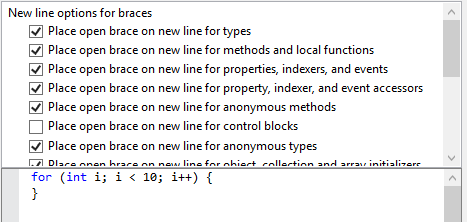 New line options for braces
Place open brace on new line for types
Place open brace on new line for methods and local functions
Place open brace on new line for properties, indexers, and events
Place open brace on new line for property, indexer, and event accessors
Place open brace on new line for anonymous methods
Place open brace on new line for control blocks
Place open brace on new line for anonymous types
Place open brace on new line for object, collection and array initializers
for (int i; i < 10; i++) {
}